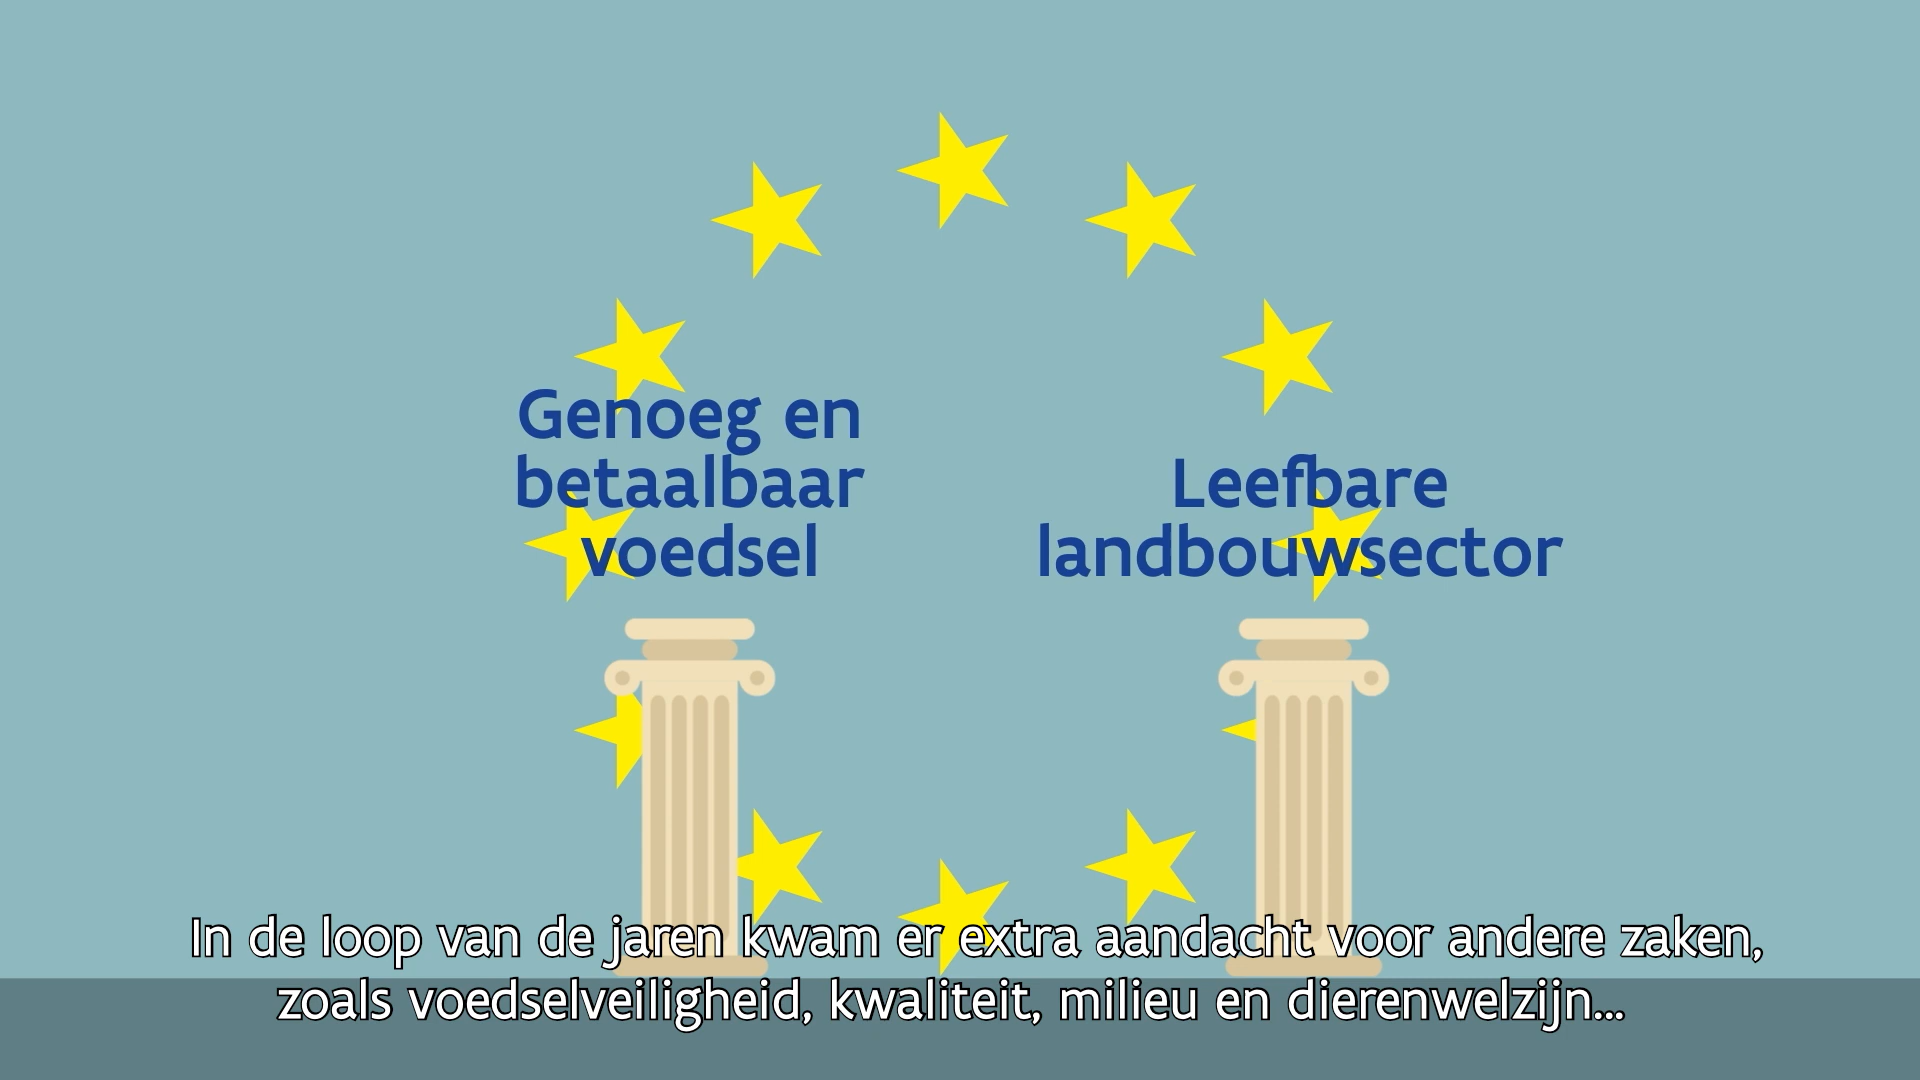 Genoeg en
betaalbaar
voedsel
Leefbare
landbouwsector
In de loop van de jaren kwam er extra aandacht voor andere zaken,
zoals voedselveiligheid, kwaliteit, milieu en dierenwelzijn...